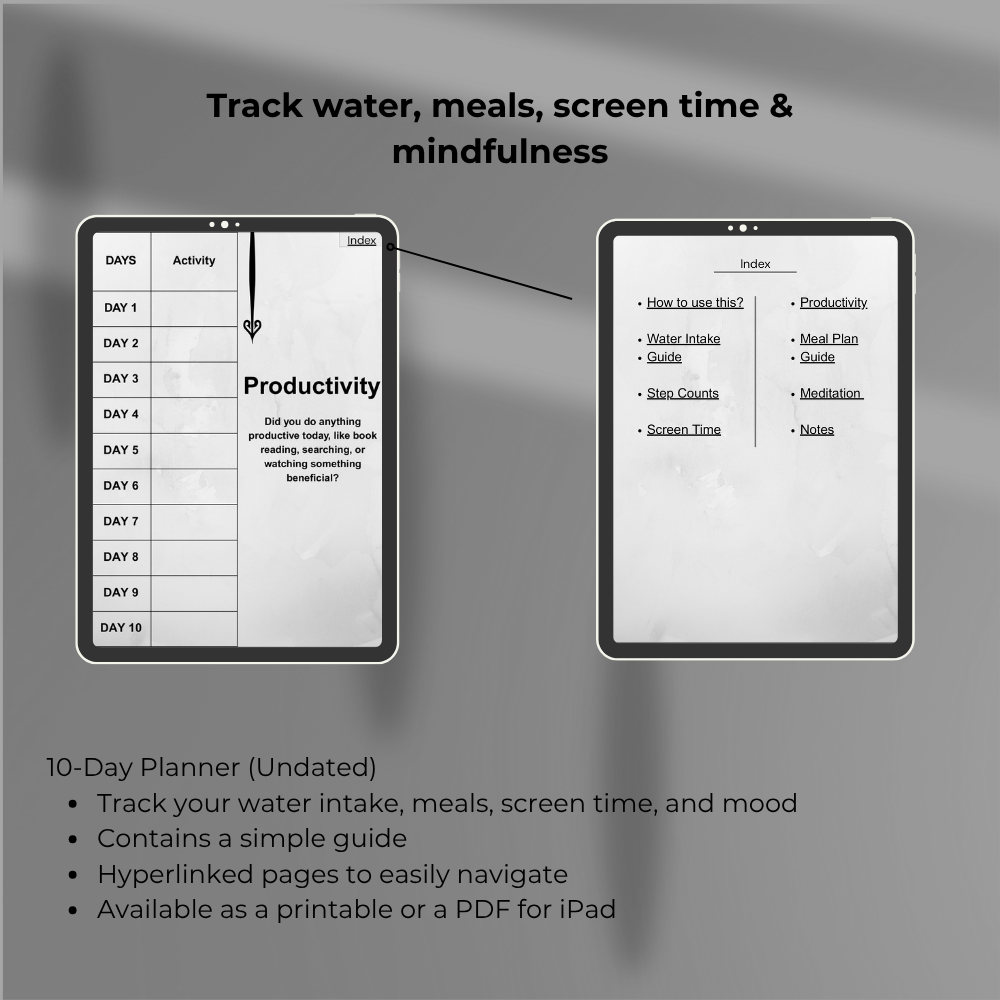 Track water, meals, screen time &
mindfulness
Index
DAYS Activity
DAY 1
DAY 2
DAY 3
DAY 4
DAY 5
DAY 6
DAY 7
DAY 8
DAY 9
DAY 10
Productivity
Did you do anything
productive today, like book
reading, searching, or
watching something
beneficial?
Index
• How to use this?
• Water Intake
• Guide
• Step Counts
• Screen Time
• Productivity
• Meal Plan
• Guide
• Meditation
• Notes
10-Day Planner (Undated)
• Track your water intake, meals, screen time, and mood
• Contains a simple guide
• Hyperlinked pages to easily navigate
• Available as a printable or a PDF for iPad